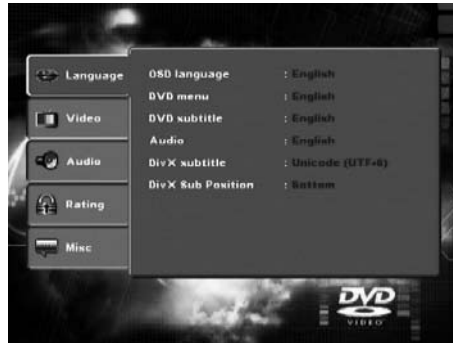 Language
Video
Audio
Rating
Misc
OSD language : English
DVD menu : English
DVD subtitle : English
Audio : English
DivX subtitle : Unicode (UTF-8)
DivX Sub Position : Bottom
DVD
VIDEO